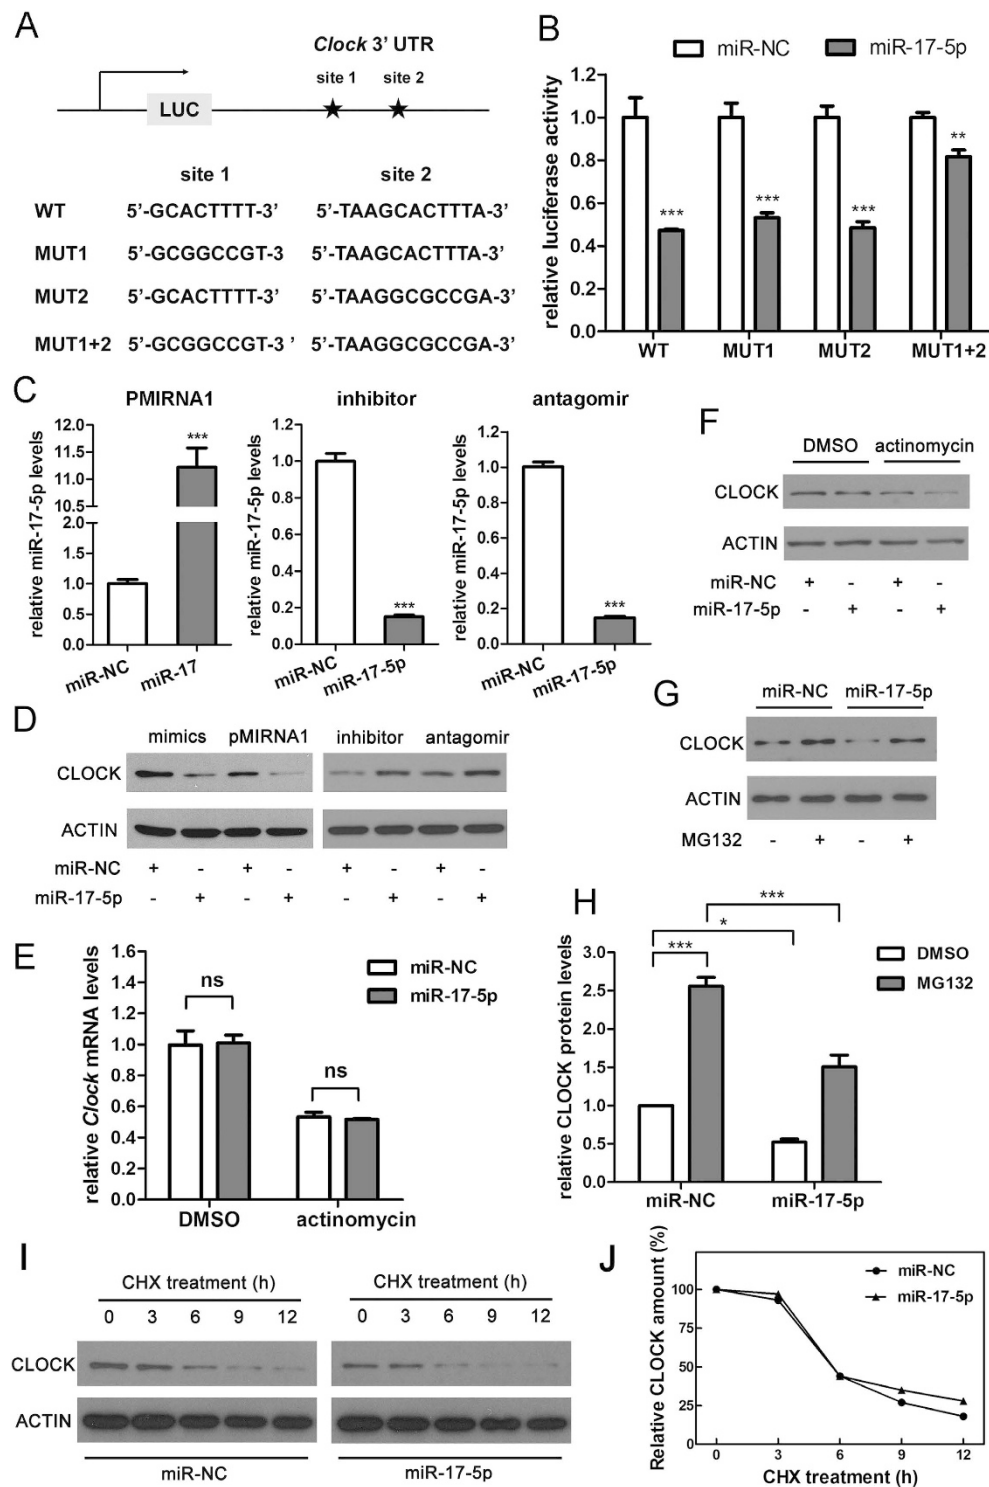 A
Clock 3’ UTR
site 1 site 2
LUC
site 1 site 2
WT 5’-GCACTTTT-3’ 5’-TAAGCACTTTA-3’
MUT1 5’-GCGGCCGT-3 5’-TAAGCACTTTA-3’
MUT2 5’-GCACTTTT-3’ 5’-TAAGGCGCCGA-3’
MUT1+2 5’-GCGGCCGT-3 ’ 5’-TAAGGCGCCGA-3’
B
miR-NC miR-17-5p
relative luciferase activity
1.2
1.0
0.8
0.6
0.4
0.2
0.0
*** *** *** **
WT MUT1 MUT2 MUT1+2
C
PMIRNA1
relative miR-17-5p levels
12.0
11.5
11.0
10.5
2.0
1.5
1.0
0.5
0.0
***
miR-NC miR-17
inhibitor
relative miR-17-5p levels
1.2
1.0
0.8
0.6
0.4
0.2
0.0
***
miR-NC miR-17-5p
antagomir
relative miR-17-5p levels
1.2
1.0
0.8
0.6
0.4
0.2
0.0
***
miR-NC miR-17-5p
D
mimics pMIRNA1 inhibitor antagomir
CLOCK
ACTIN
miR-NC + - + - + - + -
miR-17-5p - + - + - + - +
E
relative Clock mRNA levels
1.6
1.4
1.2
1.0
0.8
0.6
0.4
0.2
0.0
miR-NC
miR-17-5p
ns
ns
DMSO actinomycin
F
DMSO actinomycin
CLOCK
ACTIN
miR-NC + - + -
miR-17-5p - + - +
G
miR-NC miR-17-5p
CLOCK
ACTIN
MG132 - + - +
H
relative CLOCK protein levels
3.0
2.5
2.0
1.5
1.0
0.5
0.0
***
*
***
DMSO
MG132
miR-NC miR-17-5p
I
CHX treatment (h) CHX treatment (h)
0 3 6 9 12 0 3 6 9 12
CLOCK
ACTIN
miR-NC miR-17-5p
J
Relative CLOCK amount (%)
100
75
50
25
0
miR-NC
miR-17-5p
0 3 6 9 12
CHX treatment (h)